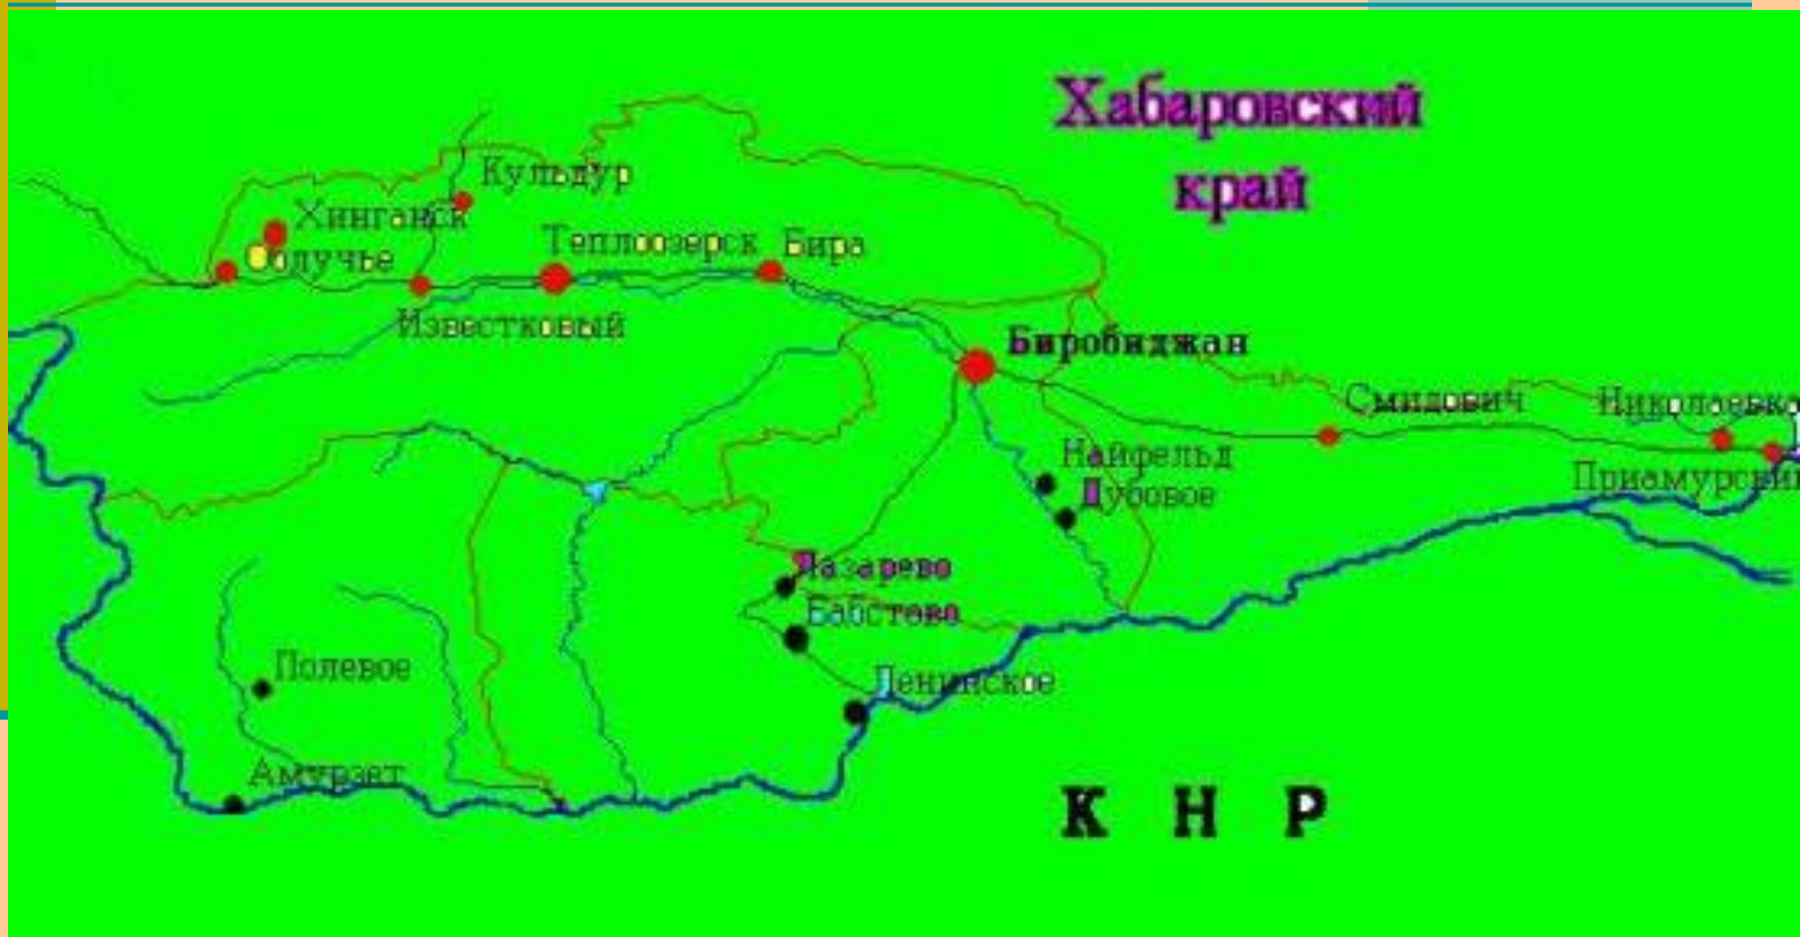 Хабаровский
край
Кульдур
Хинганск
Облучье
Теплоозерск
Бира
Известковый
Биробиджан
Смидович
Николаевка
Найфельд
Приамурский
Дубовое
Лазарево
Бабстово
Полевое
Ленинское
Амурзет
К Н Р